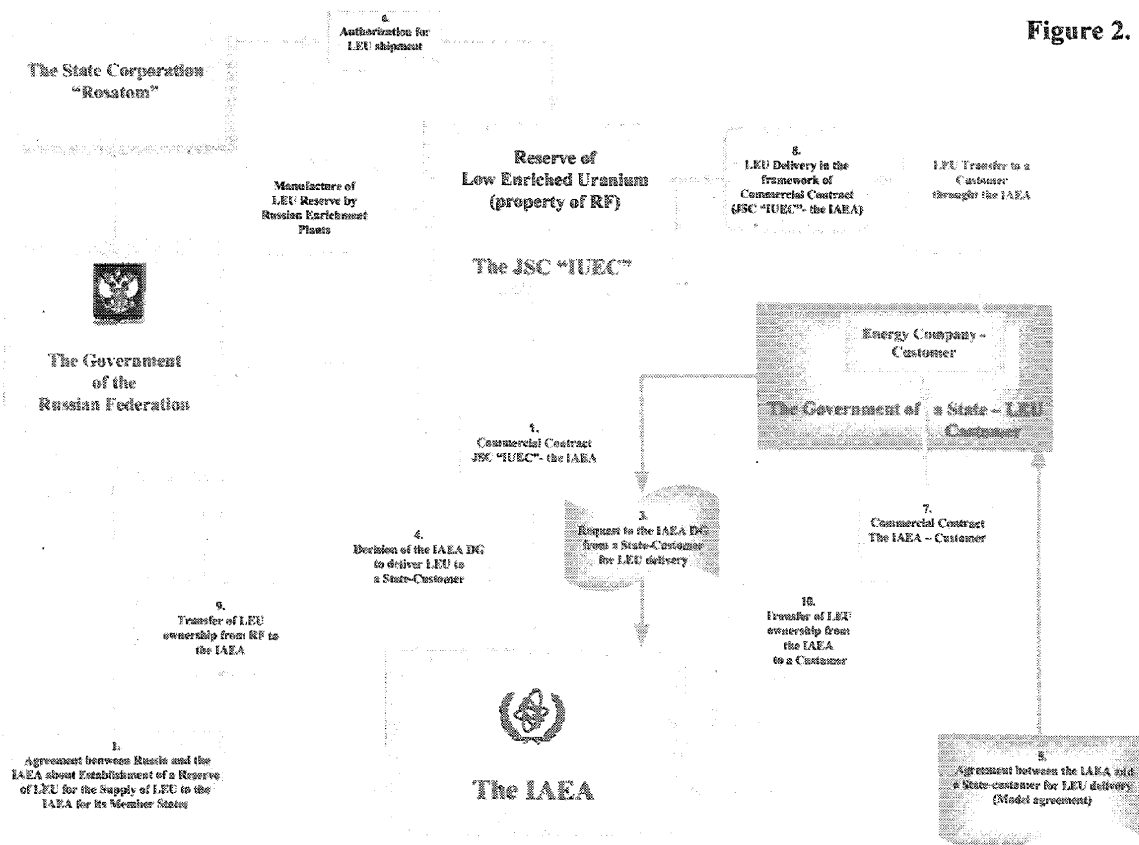 Figure 2.
6.
Authorization for
LEU shipment
The State Corporation
“Rosatom”
Manufacture of
LEU Reserve by
Russian Enrichment
Plants
Reserve of
Low Enriched Uranium
(property of RF)
The JSC “IUEC”
8.
LEU Delivery in the
framework of
Commercial Contract
(JSC “IUEC”- the IAEA)
LEU Transfer to a
Customer
throught the IAEA
The Government
of the
Russian Federation
Energy Company –
Customer
The Government of a State – LEU
Customer
Commercial Contract
JSC “IUEC”- the IAEA
3.
Request to the IAEA DG
from a State-Customer
for LEU delivery
7.
Commercial Contract
The IAEA – Customer
4.
Decision of the IAEA DG
to deliver LEU to
a State-Customer
9.
Transfer of LEU
ownership from RF to
the IAEA
10.
Transfer of LEU
ownership from
the IAEA
to a Customer
1.
Agreement between Russia and the
IAEA about Establishment of a Reserve
of LEU for the Supply of LEU to the
IAEA for its Member States
The IAEA
Agreement between the IAEA and
a State-customer for LEU delivery
(Model agreement)